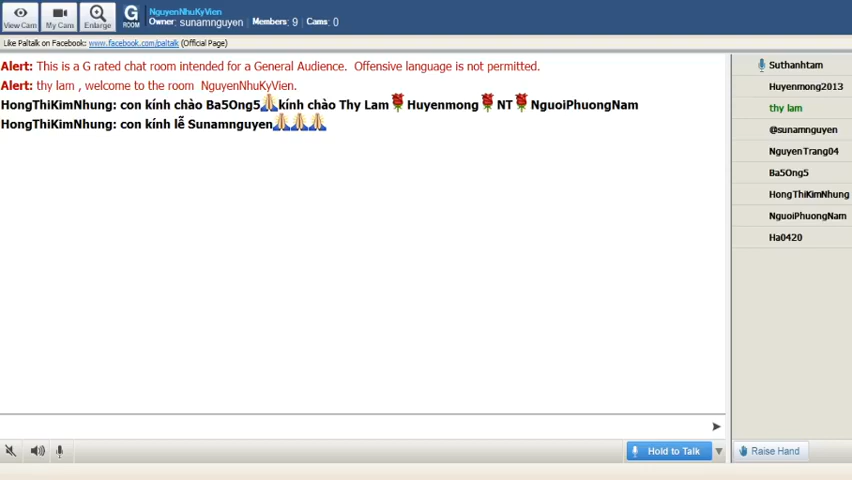 View Cam
My Cam
Enlarge
G
ROOM
NguyenNhuKyVien
Owner: sunamnguyen Members: 9 Cams: 0
Like Paltalk on Facebook: www.facebook.com/paltalk (Official Page)
Alert: This is a G rated chat room intended for a General Audience. Offensive language is not permitted.
Alert: thy lam , welcome to the room NguyenNhuKyVien.
HongThiKimNhung: con kính chào Ba5Ong5 kính chào Thy Lam Huyenmong NT NguoiPhuongNam
HongThiKimNhung: con kính lễ Sunamnguyen
Suthanhtam
Huyenmong2013
thy lam
@sunamnguyen
NguyenTrang04
Ba5Ong5
HongThiKimNhung
NguoiPhuongNam
Ha0420
Hold to Talk
Raise Hand